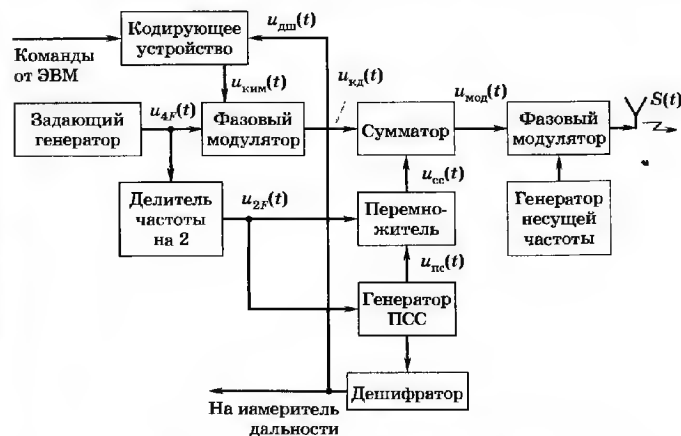 Кодирующее
устройство
u_дш(t)
Команды
от ЭВМ
u_ким(t)
u_кд(t)
u_мод(t)
S(t)
Задающий
генератор
u_4F(t)
Фазовый
модулятор
Сумматор
Фазовый
модулятор
u_сс(t)
Делитель
частоты
на 2
u_2F(t)
Перемно-
житель
Генератор
несущей
частоты
u_пс(t)
Генератор
ПСС
Дешифратор
На иамеритель
дальности